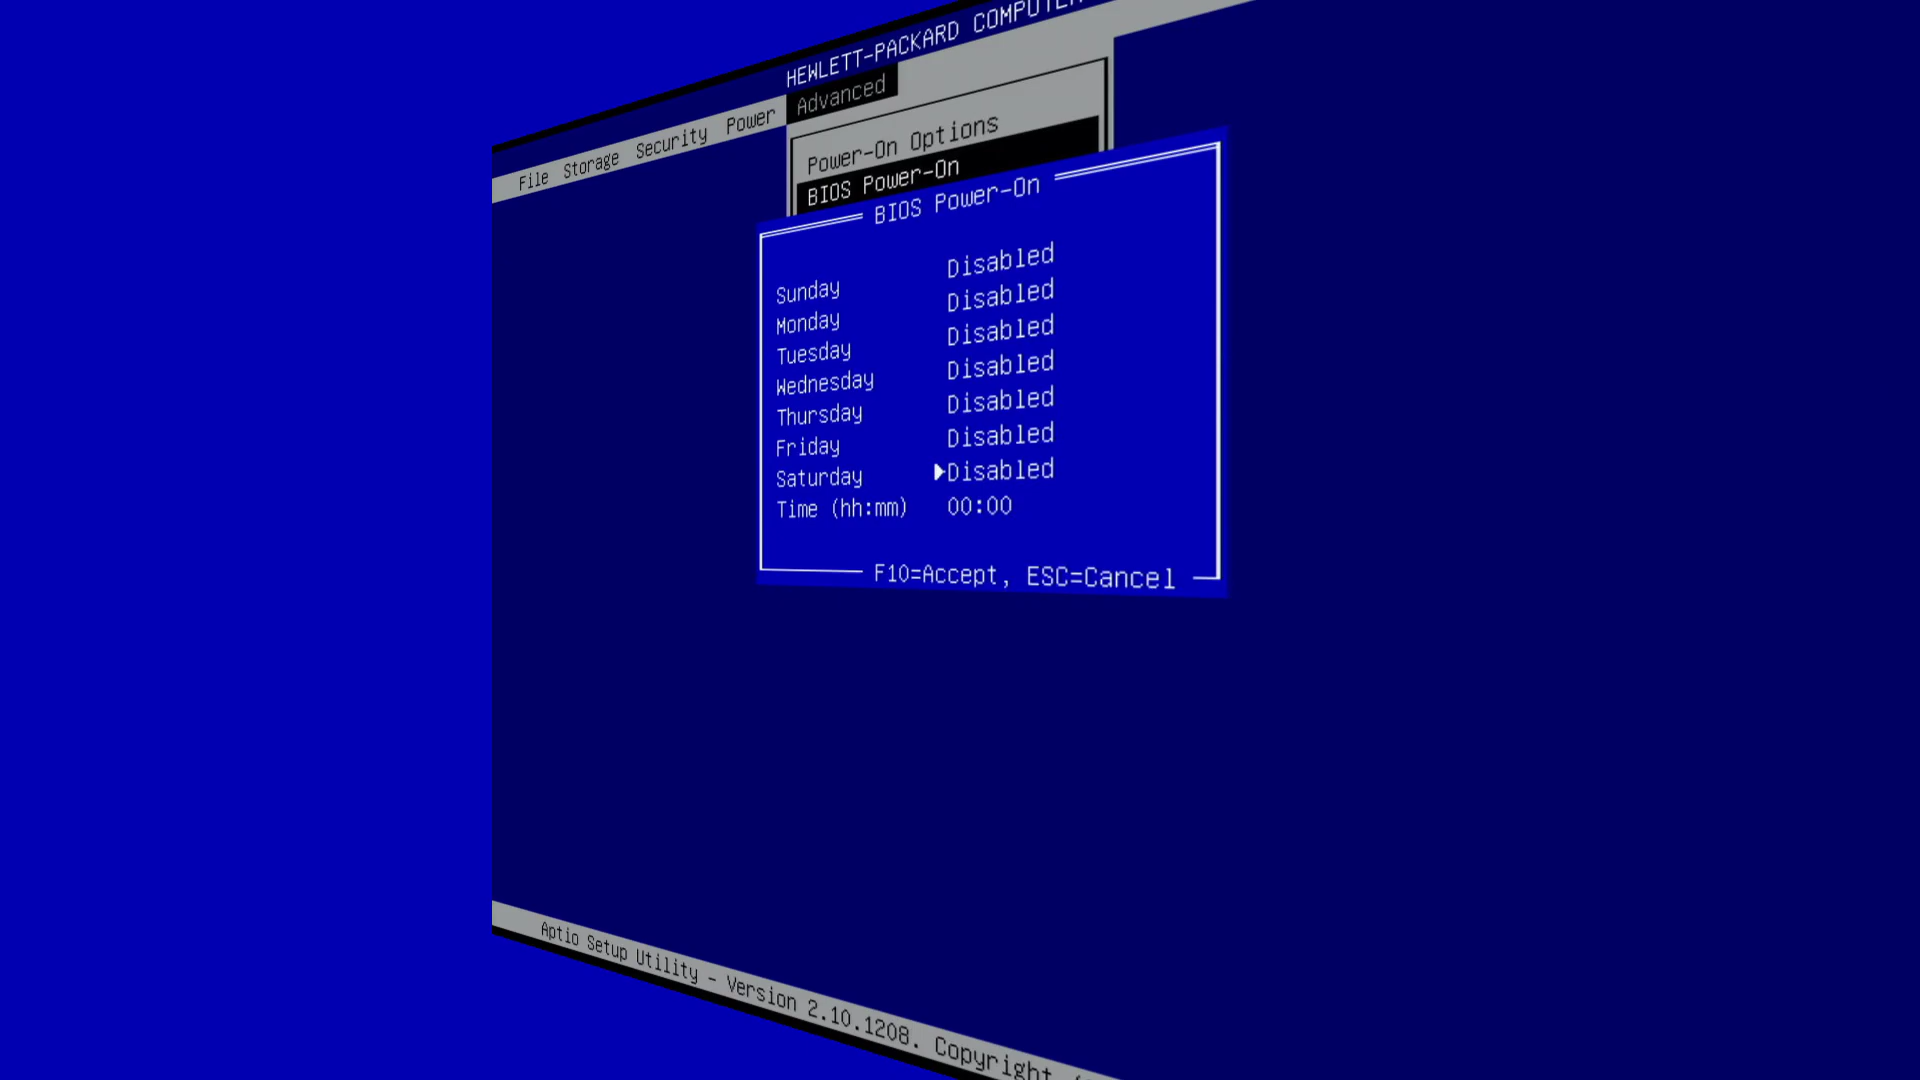 HEWLETT-PACKARD
File Storage Security Power Advanced
Power-On Options
BIOS Power-On
BIOS Power-On
Sunday Disabled
Monday Disabled
Tuesday Disabled
Wednesday Disabled
Thursday Disabled
Friday Disabled
Saturday ▶Disabled
Time (hh:mm) 00:00
F10=Accept, ESC=Cancel
Aptio Setup Utility - Version 2.10.1208. Copyright